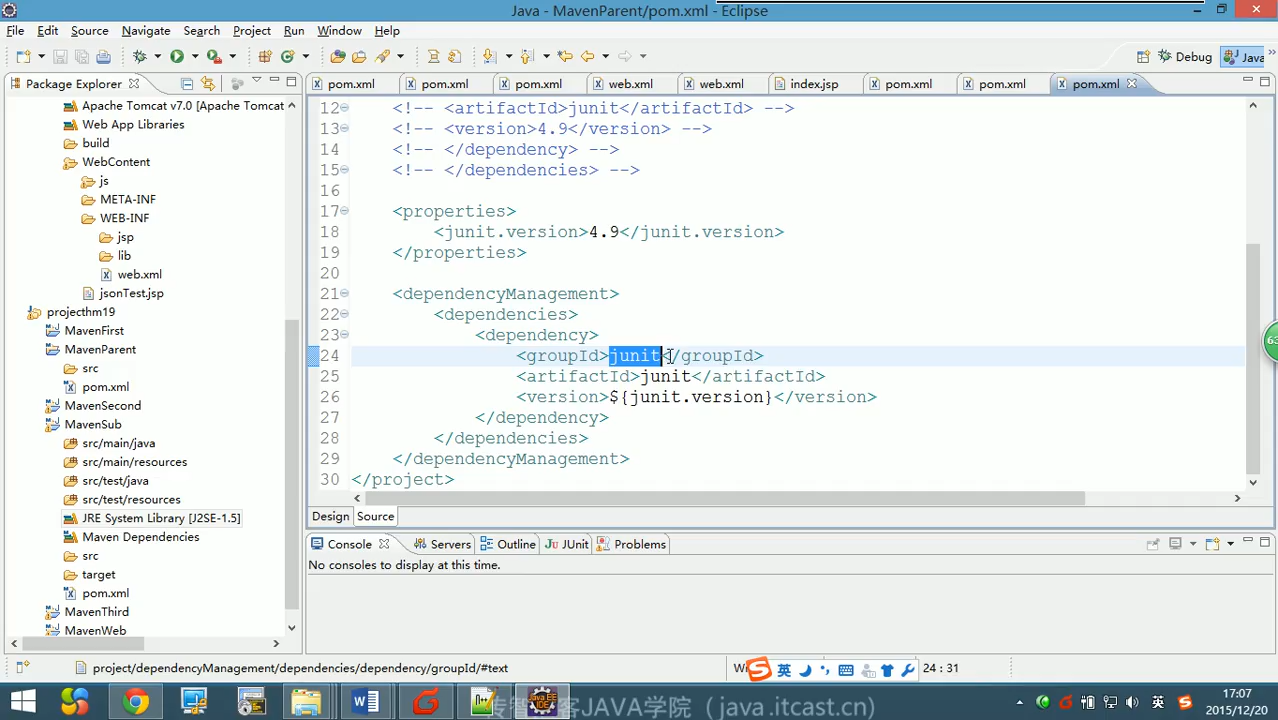 Java - MavenParent/pom.xml - Eclipse
File Edit Source Navigate Search Project Run Window Help
Debug Java
Package Explorer
pom.xml pom.xml pom.xml web.xml web.xml index.jsp pom.xml pom.xml pom.xml
Apache Tomcat v7.0 [Apache Tomcat
Web App Libraries
build
WebContent
js
META-INF
WEB-INF
jsp
lib
web.xml
jsonTest.jsp
projecthm19
MavenFirst
MavenParent
src
pom.xml
MavenSecond
MavenSub
src/main/java
src/main/resources
src/test/java
src/test/resources
JRE System Library [J2SE-1.5]
Maven Dependencies
src
target
pom.xml
MavenThird
MavenWeb
12 <!-- <artifactId>junit</artifactId> -->
13 <!-- <version>4.9</version> -->
14 <!-- </dependency> -->
15 <!-- </dependencies> -->
16
17 <properties>
18 <junit.version>4.9</junit.version>
19 </properties>
20
21 <dependencyManagement>
22 <dependencies>
23 <dependency>
24 <groupId>junit</groupId>
25 <artifactId>junit</artifactId>
26 <version>${junit.version}</version>
27 </dependency>
28 </dependencies>
29 </dependencyManagement>
30 </project>
63
Design Source
Console Servers Outline JUnit Problems
No consoles to display at this time.
project/dependencyManagement/dependencies/dependency/groupId/#text
英
24 : 31
传智播客JAVA学院（java.itcast.cn）
英
17:07
2015/12/20